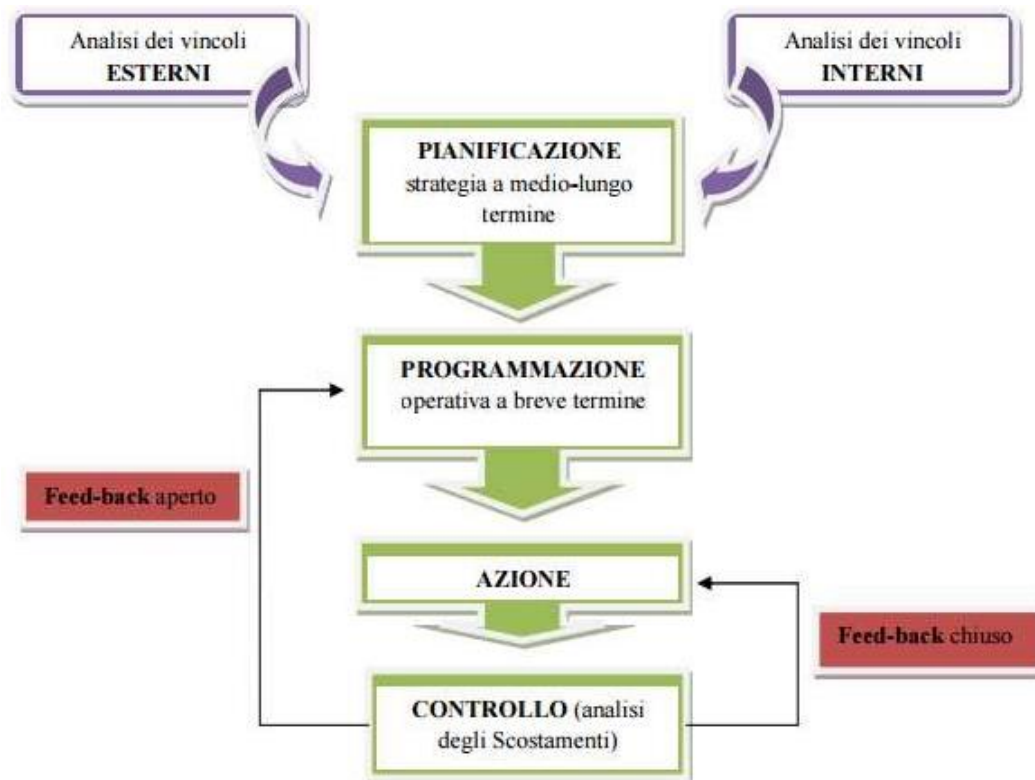 Analisi dei vincoli
ESTERNI
Analisi dei vincoli
INTERNI
PIANIFICAZIONE
strategia a medio-lungo
termine
PROGRAMMAZIONE
operativa a breve termine
Feed-back aperto
AZIONE
Feed-back chiuso
CONTROLLO (analisi
degli Scostamenti)